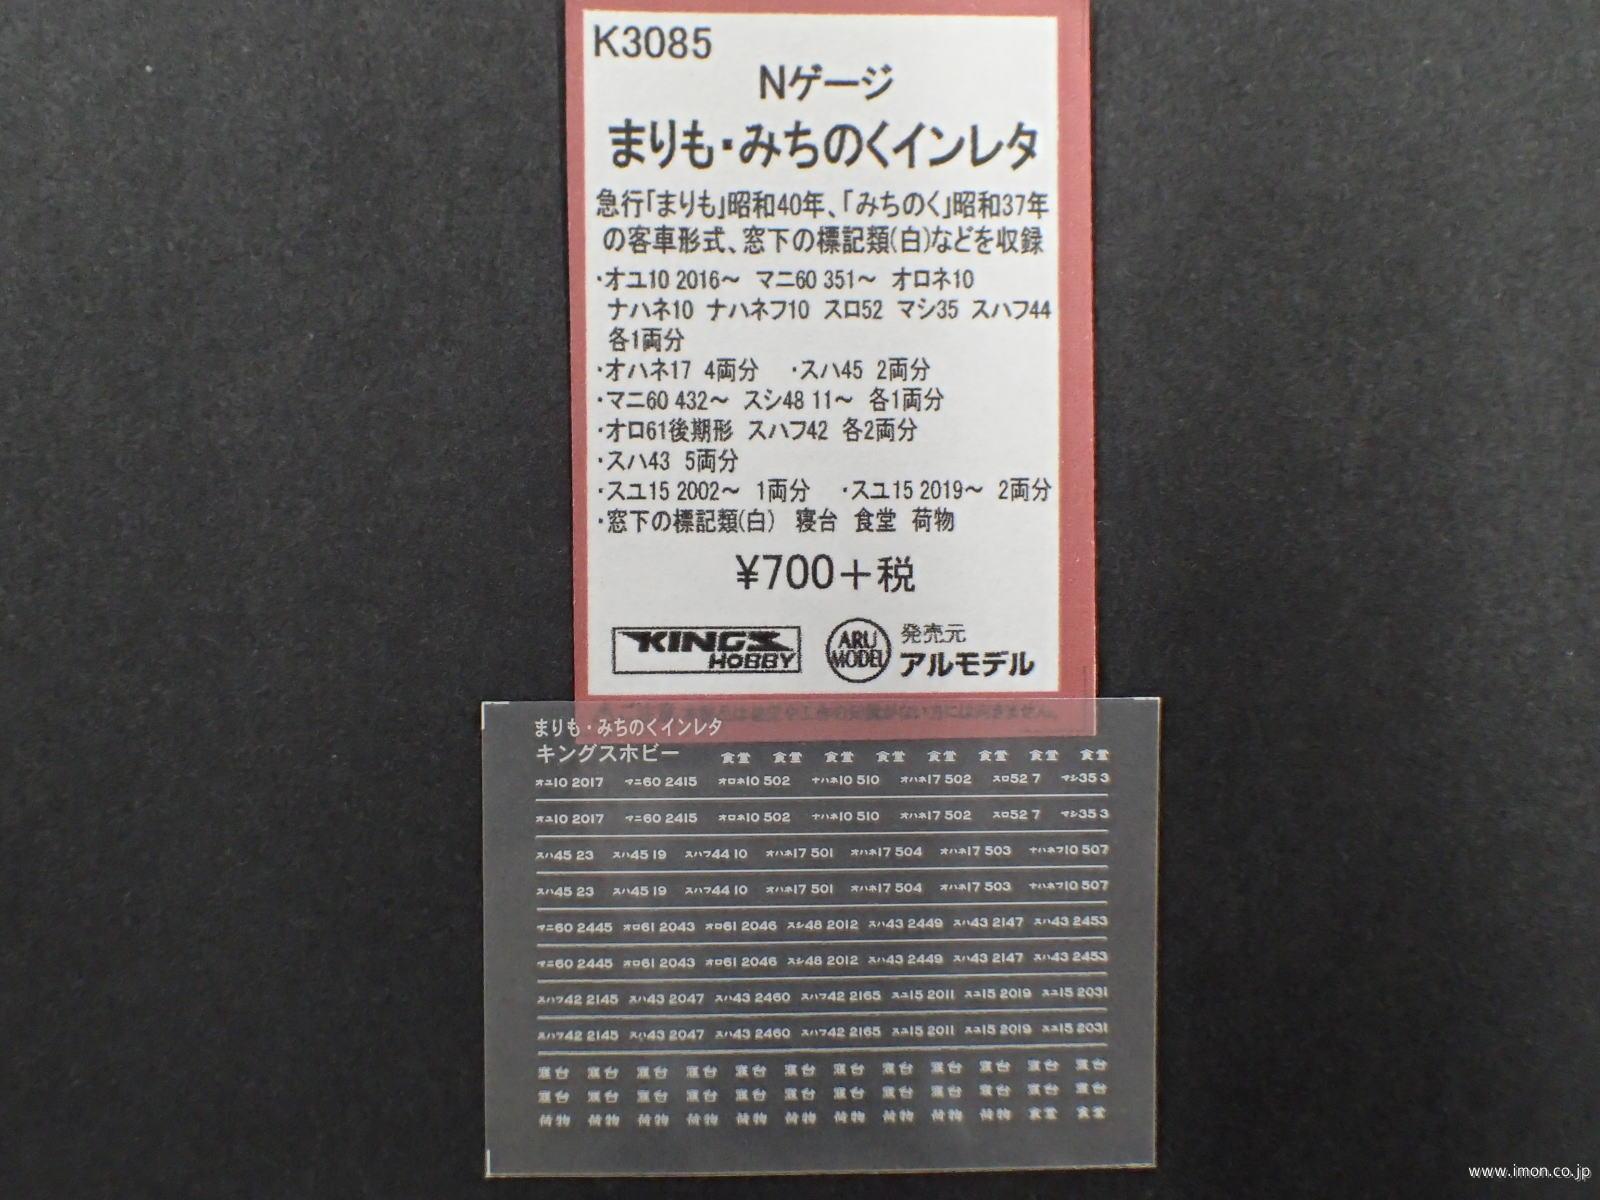 K3085
Nゲージ
まりも・みちのくインレタ
急行「まりも」昭和40年、「みちのく」昭和37年
の客車形式、窓下の標記類(白)などを収録
・オユ10 2016～ マニ60 351～ オロネ10
ナハネ10 ナハネフ10 スロ52 マシ35 スハフ44
各1両分
・オハネ17 4両分 ・スハ45 2両分
・マニ60 432～ スシ48 11～ 各1両分
・オロ61後期形 スハフ42 各2両分
・スハ43 5両分
・スユ15 2002～ 1両分 ・スユ15 2019～ 2両分
・窓下の標記類(白) 寝台 食堂 荷物
¥700＋税
KINGS HOBBY
ARU MODEL
発売元
アルモデル
まりも・みちのくインレタ
キングスホビー 食堂 食堂 食堂 食堂 食堂 食堂 食堂 食堂
オユ10 2017 マニ60 2415 オロネ10 502 ナハネ10 510 オハネ17 502 スロ52 7 マシ35 3
オユ10 2017 マニ60 2415 オロネ10 502 ナハネ10 510 オハネ17 502 スロ52 7 マシ35 3
スハ45 23 スハ45 19 スハフ44 10 オハネ17 501 オハネ17 504 オハネ17 503 ナハネフ10 507
スハ45 23 スハ45 19 スハフ44 10 オハネ17 501 オハネ17 504 オハネ17 503 ナハネフ10 507
マニ60 2445 オロ61 2043 オロ61 2046 スシ48 2012 スハ43 2449 スハ43 2147 スハ43 2453
マニ60 2445 オロ61 2043 オロ61 2046 スシ48 2012 スハ43 2449 スハ43 2147 スハ43 2453
スハフ42 2145 スハ43 2047 スハ43 2460 スハフ42 2165 スユ15 2011 スユ15 2019 スユ15 2031
スハフ42 2145 スハ43 2047 スハ43 2460 スハフ42 2165 スユ15 2011 スユ15 2019 スユ15 2031
寝台 寝台 寝台 寝台 寝台 寝台 寝台 寝台 寝台 寝台 寝台 寝台
寝台 寝台 寝台 寝台 寝台 寝台 寝台 寝台 寝台 寝台 寝台 寝台
荷物 荷物 荷物 荷物 荷物 荷物 荷物 荷物 荷物 荷物 食堂 食堂
www.imon.co.jp